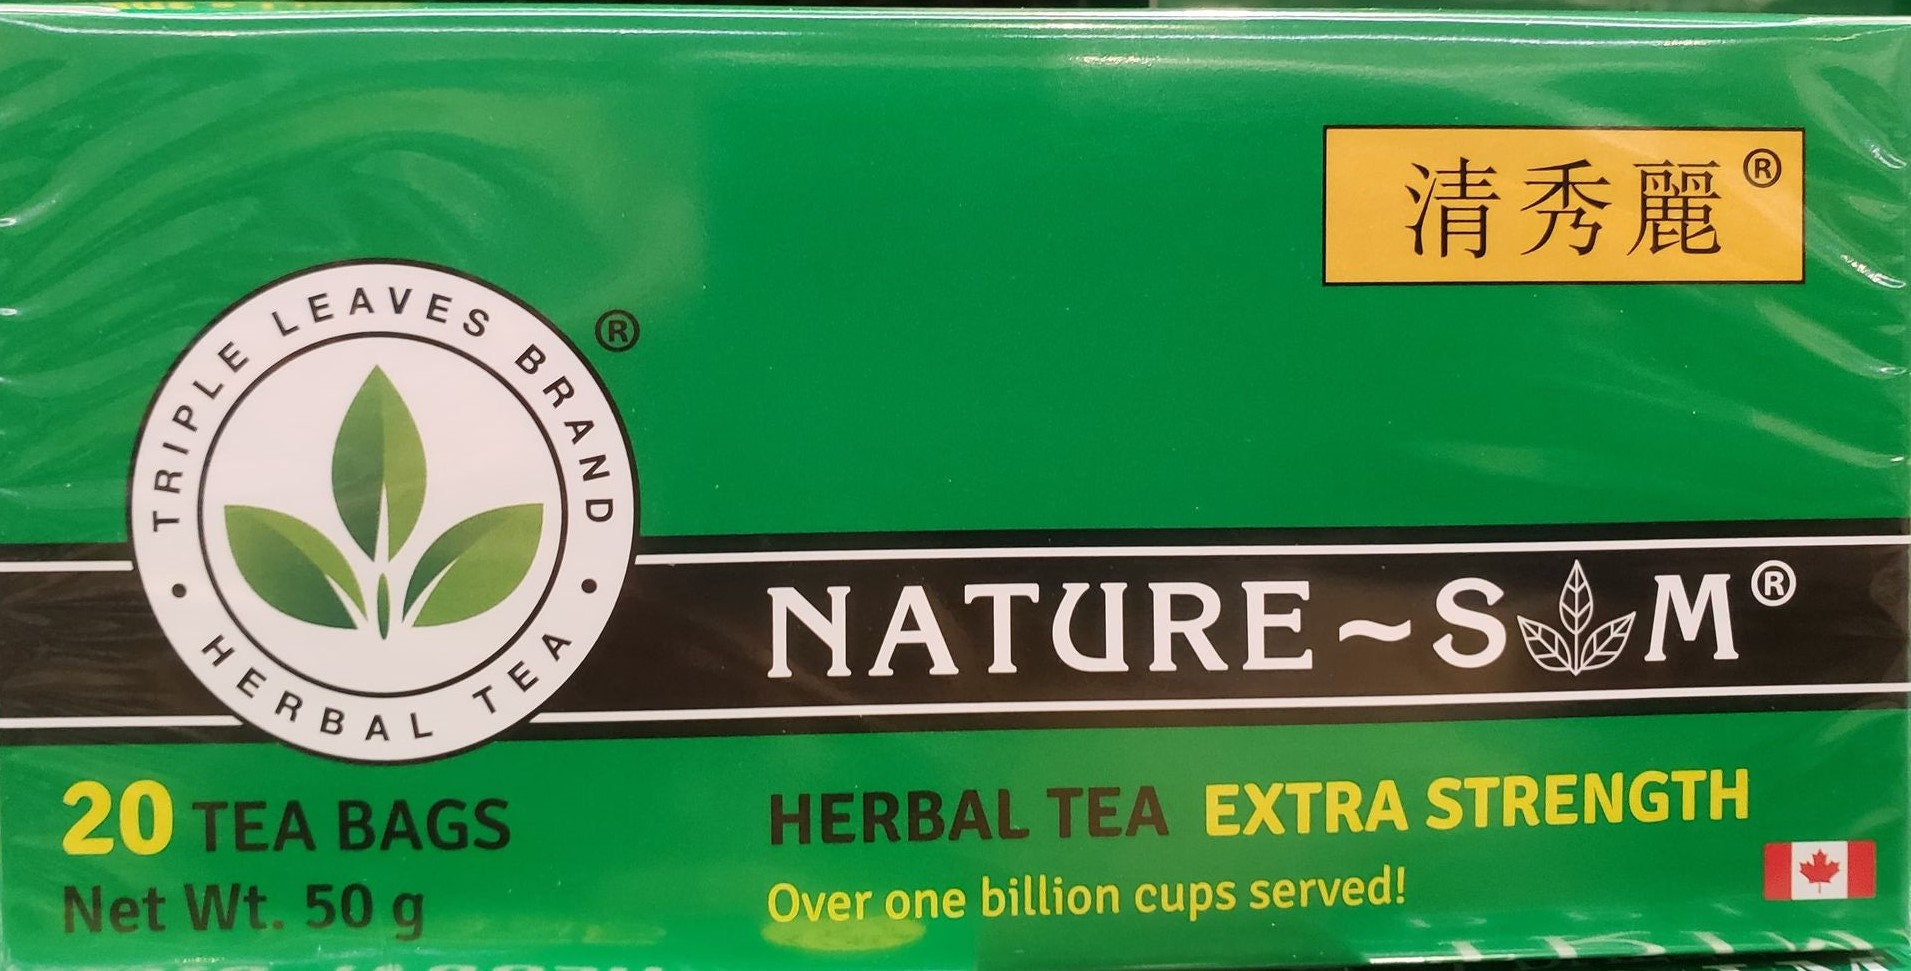 清秀麗®
TRIPLE LEAVES BRAND ®
• HERBAL TEA •
NATURE~S M®
20 TEA BAGS
Net Wt. 50 g
HERBAL TEA EXTRA STRENGTH
Over one billion cups served!